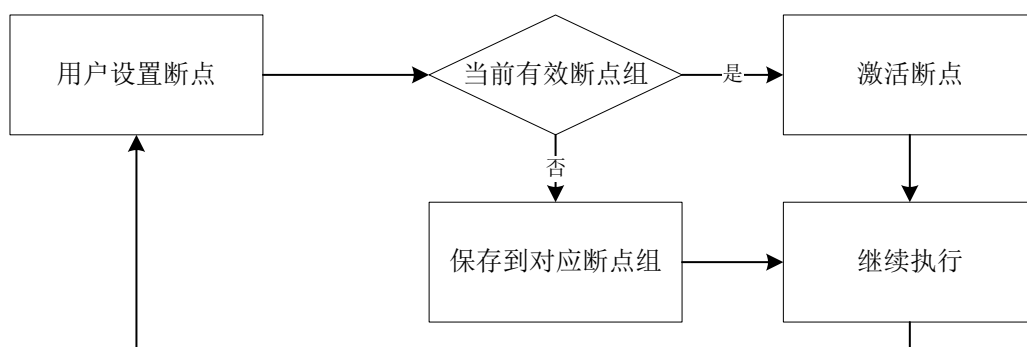 用户设置断点
当前有效断点组
是
激活断点
否
保存到对应断点组
继续执行